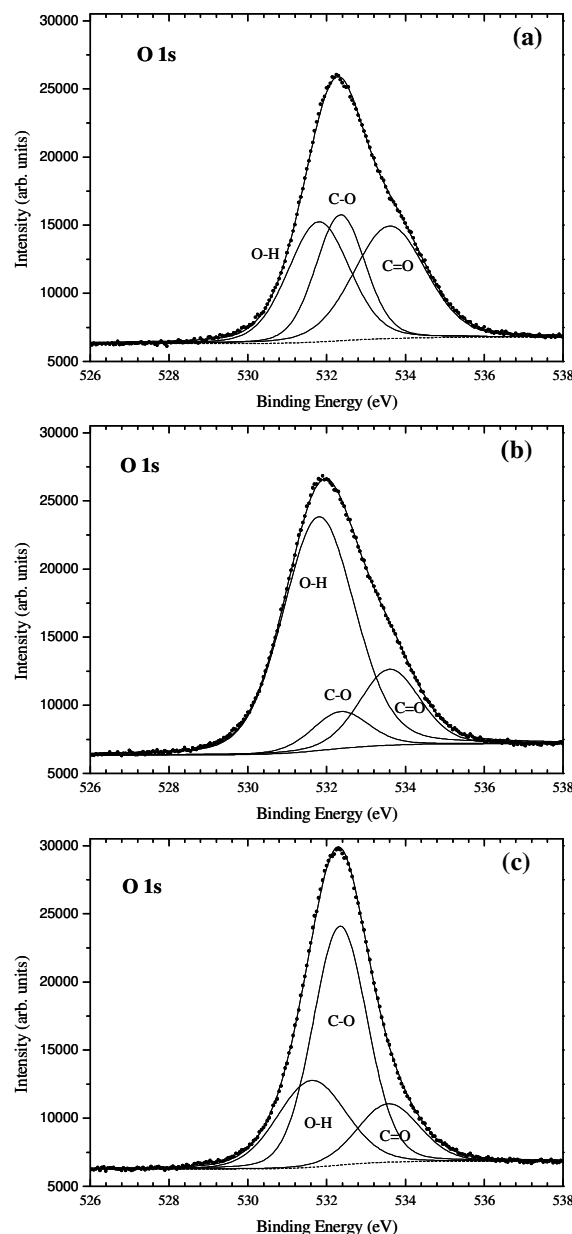 (a)
O 1s
30000
25000
20000
15000
10000
5000
Intensity (arb. units)
O-H
C-O
C=O
526 528 530 532 534 536 538
Binding Energy (eV)
(b)
O 1s
30000
25000
20000
15000
10000
5000
Intensity (arb. units)
O-H
C-O
C=O
526 528 530 532 534 536 538
Binding Energy (eV)
(c)
O 1s
30000
25000
20000
15000
10000
5000
Intensity (arb. units)
C-O
O-H
C=O
526 528 530 532 534 536 538
Binding Energy (eV)